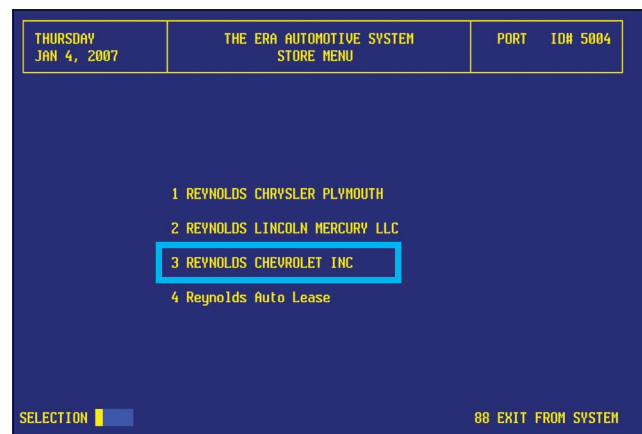 THURSDAY THE ERA AUTOMOTIVE SYSTEM PORT ID# 5004
JAN 4, 2007 STORE MENU
1 REYNOLDS CHRYSLER PLYMOUTH
2 REYNOLDS LINCOLN MERCURY LLC
3 REYNOLDS CHEVROLET INC
4 Reynolds Auto Lease
SELECTION 88 EXIT FROM SYSTEM